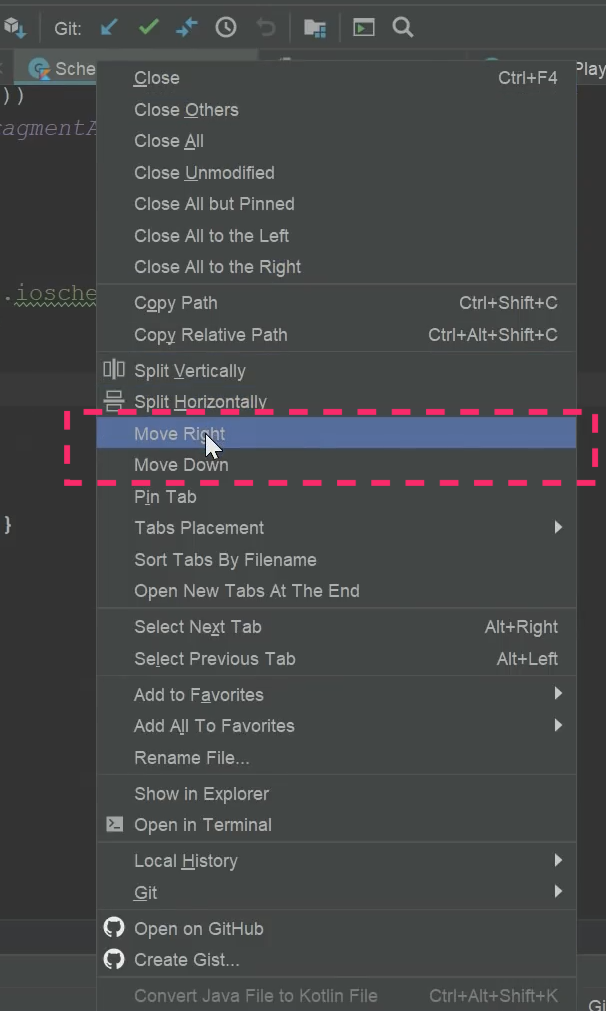 Git:
Sche
Play
))
agmentA
.iosche
}
Close Ctrl+F4
Close Others
Close All
Close Unmodified
Close All but Pinned
Close All to the Left
Close All to the Right
Copy Path Ctrl+Shift+C
Copy Relative Path Ctrl+Alt+Shift+C
Split Vertically
Split Horizontally
Move Right
Move Down
Pin Tab
Tabs Placement
Sort Tabs By Filename
Open New Tabs At The End
Select Next Tab Alt+Right
Select Previous Tab Alt+Left
Add to Favorites
Add All To Favorites
Rename File...
Show in Explorer
Open in Terminal
Local History
Git
Open on GitHub
Create Gist...
Convert Java File to Kotlin File Ctrl+Alt+Shift+K
Gi